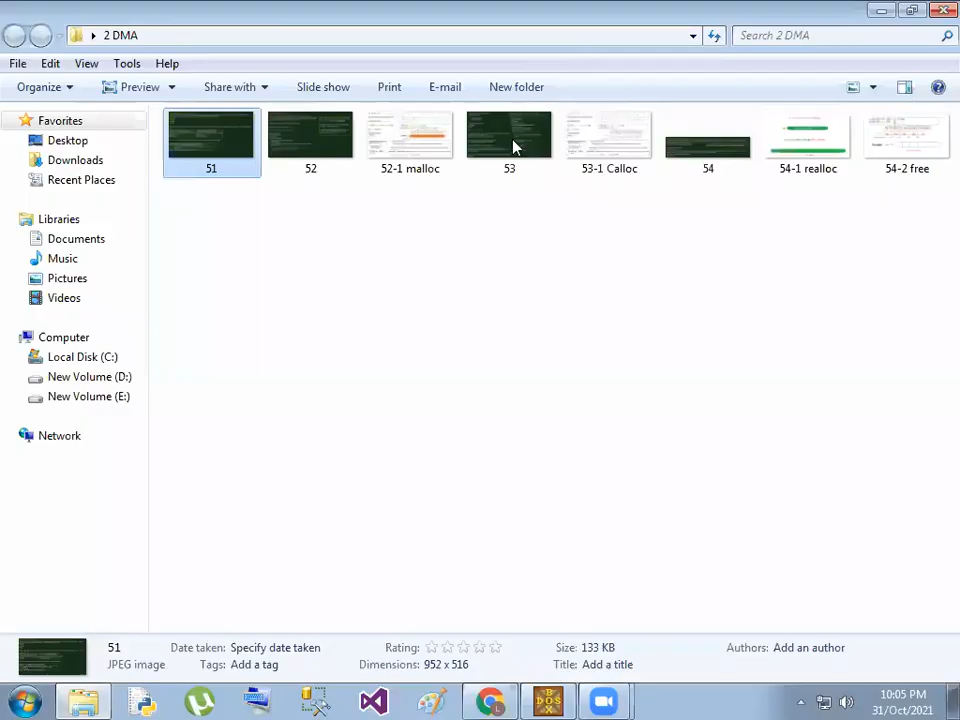 2 DMA
Search 2 DMA
File Edit View Tools Help
Organize Preview Share with Slide show Print E-mail New folder
Favorites
Desktop
Downloads
Recent Places
Libraries
Documents
Music
Pictures
Videos
Computer
Local Disk (C:)
New Volume (D:)
New Volume (E:)
Network
51 52 52-1 malloc 53 53-1 Calloc 54 54-1 realloc 54-2 free
51 Date taken: Specify date taken Rating: Size: 133 KB Authors: Add an author
JPEG image Tags: Add a tag Dimensions: 952 x 516 Title: Add a title
10:05 PM
31/Oct/2021